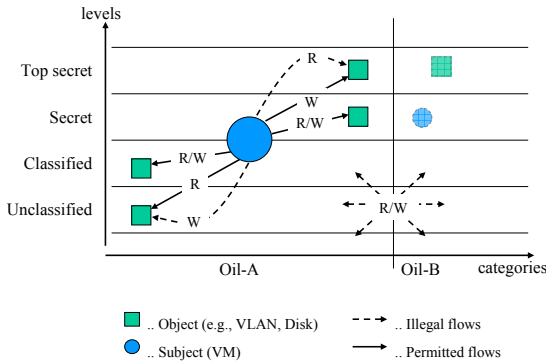 levels
Top secret
R
W
Secret
R/W
Classified
R/W
R
Unclassified
W
R/W
Oil-A
Oil-B
categories
.. Object (e.g., VLAN, Disk)
.. Illegal flows
.. Subject (VM)
.. Permitted flows